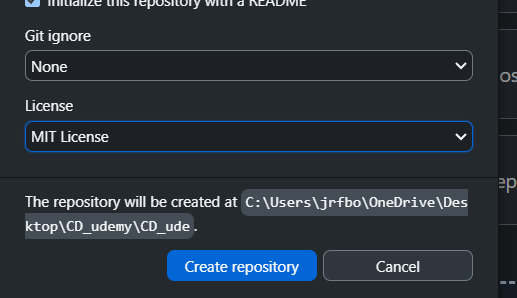 Initialize this repository with a README
Git ignore
None
License
MIT License
The repository will be created at C:\Users\jrfbo\OneDrive\Des
ktop\CD_udemy\CD_ude.
Create repository
Cancel